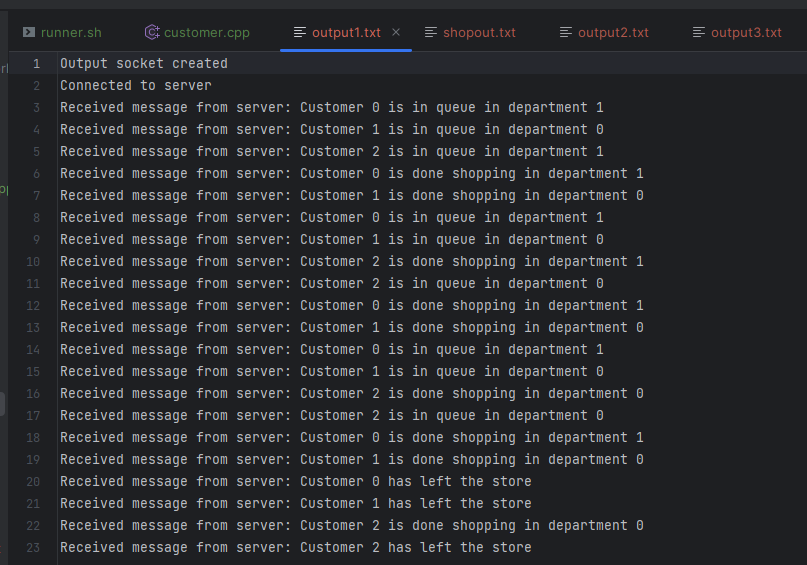 runner.sh customer.cpp output1.txt shopout.txt output2.txt output3.txt
1 Output socket created
2 Connected to server
3 Received message from server: Customer 0 is in queue in department 1
4 Received message from server: Customer 1 is in queue in department 0
5 Received message from server: Customer 2 is in queue in department 1
6 Received message from server: Customer 0 is done shopping in department 1
7 Received message from server: Customer 1 is done shopping in department 0
8 Received message from server: Customer 0 is in queue in department 1
9 Received message from server: Customer 1 is in queue in department 0
10 Received message from server: Customer 2 is done shopping in department 1
11 Received message from server: Customer 2 is in queue in department 0
12 Received message from server: Customer 0 is done shopping in department 1
13 Received message from server: Customer 1 is done shopping in department 0
14 Received message from server: Customer 0 is in queue in department 1
15 Received message from server: Customer 1 is in queue in department 0
16 Received message from server: Customer 2 is done shopping in department 0
17 Received message from server: Customer 2 is in queue in department 0
18 Received message from server: Customer 0 is done shopping in department 1
19 Received message from server: Customer 1 is done shopping in department 0
20 Received message from server: Customer 0 has left the store
21 Received message from server: Customer 1 has left the store
22 Received message from server: Customer 2 is done shopping in department 0
23 Received message from server: Customer 2 has left the store